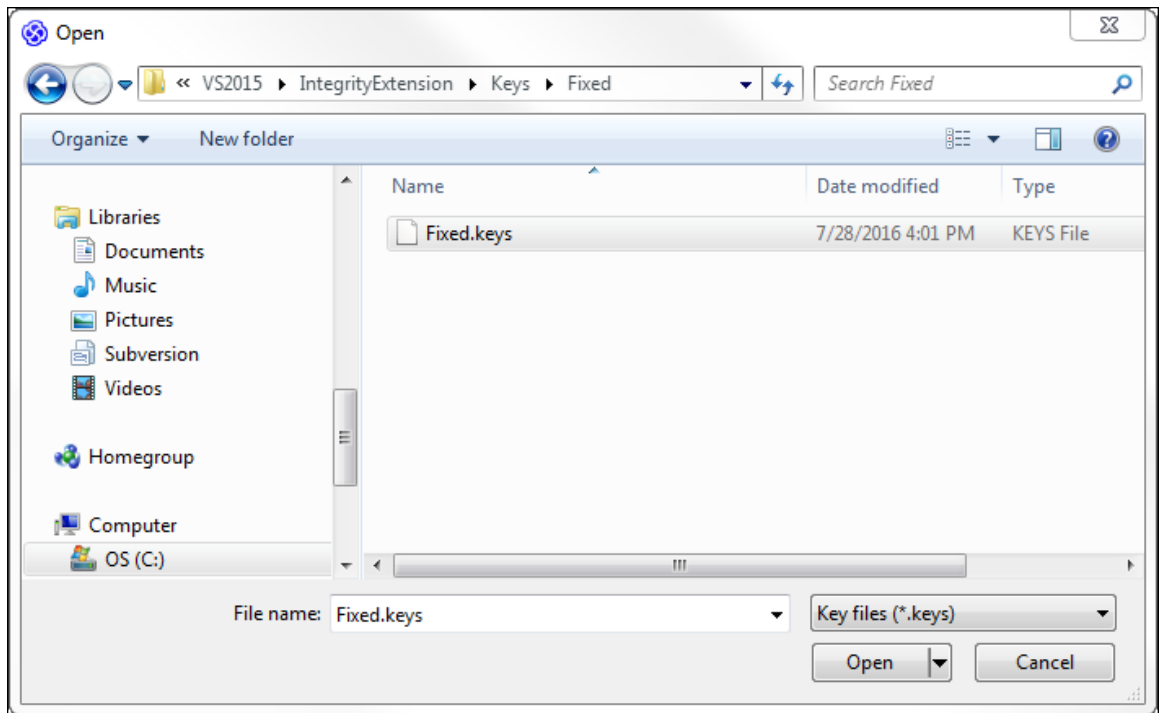 Open
« VS2015 IntegrityExtension Keys Fixed
Search Fixed
Organize New folder
Name Date modified Type
Fixed.keys 7/28/2016 4:01 PM KEYS File
Libraries
Documents
Music
Pictures
Subversion
Videos
Homegroup
Computer
OS (C:)
File name: Fixed.keys Key files (*.keys)
Open Cancel